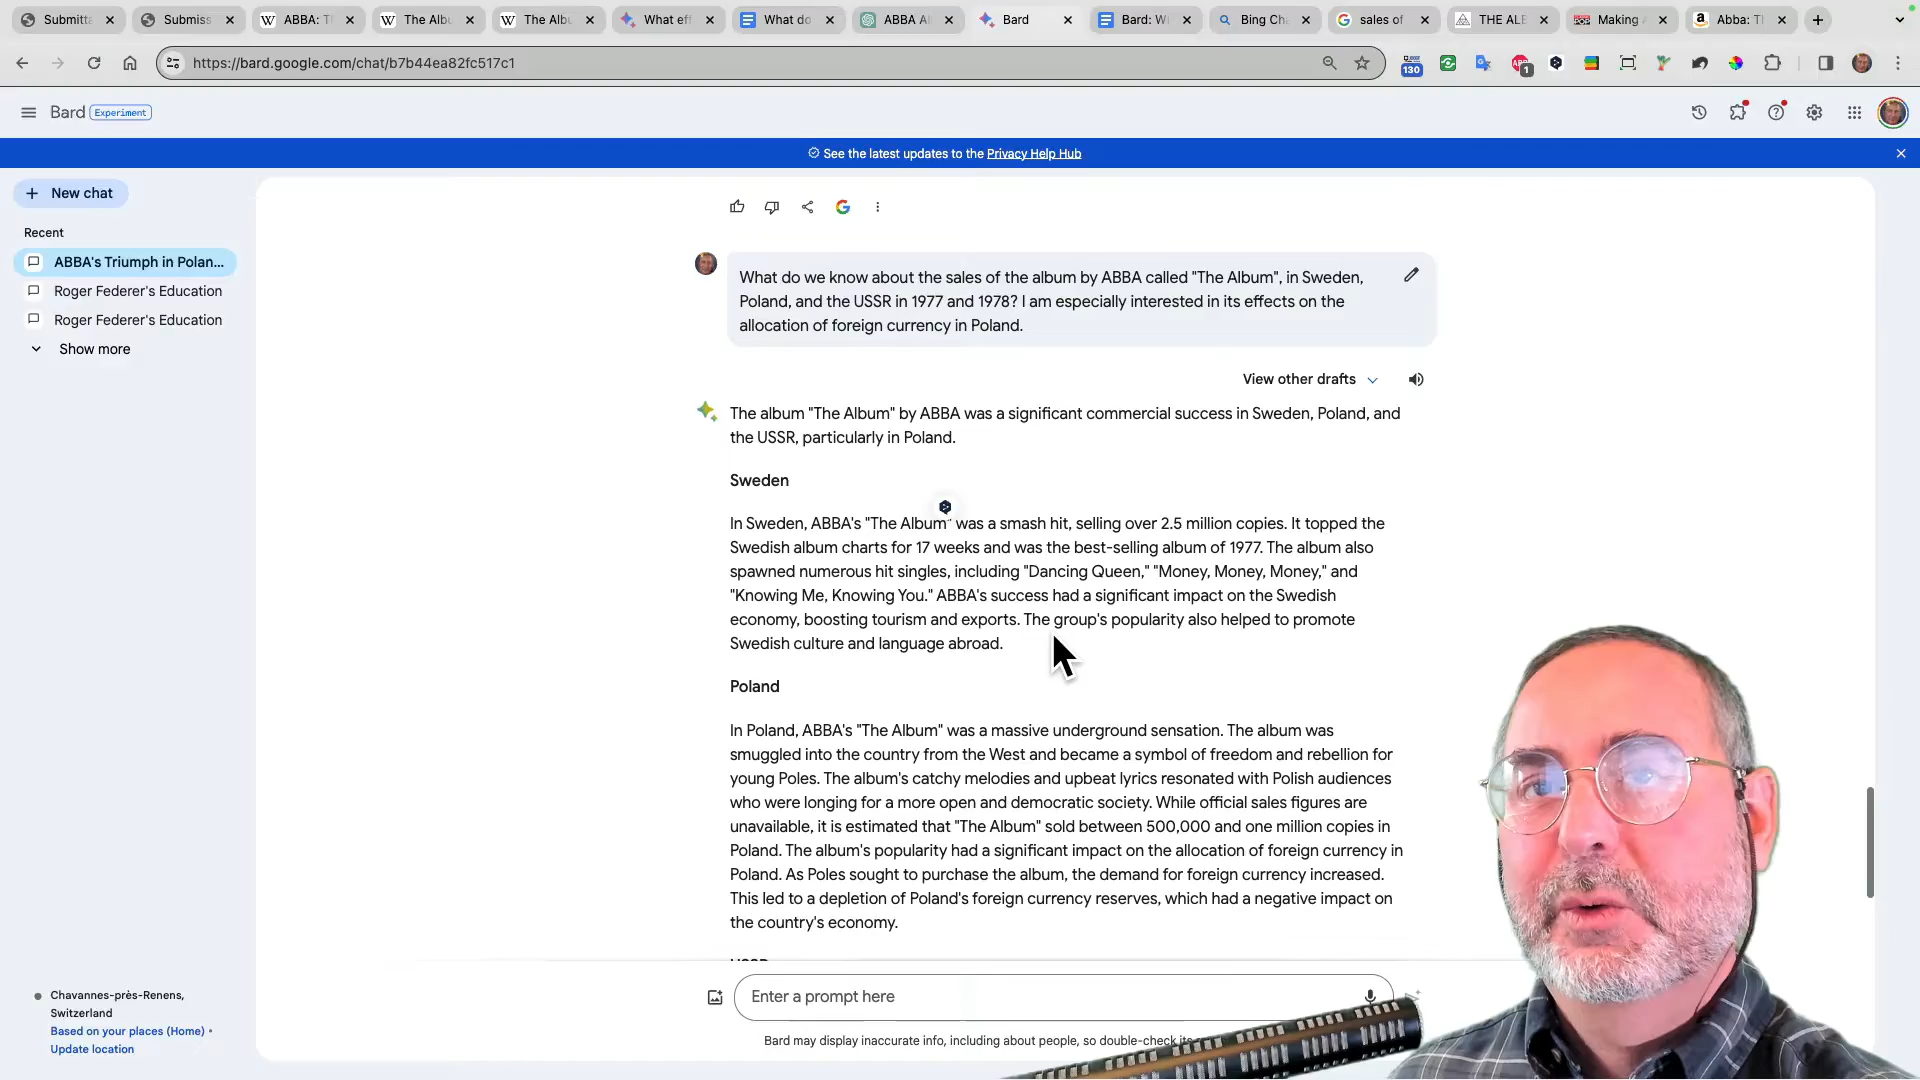 Submitta
Submiss
ABBA: T
The Albu
The Albu
What eff
What do
ABBA Al
Bard
Bard: W
Bing Cha
sales of
THE ALB
Making
Abba: Th
https://bard.google.com/chat/b7b44ea82fc517c1
130
1
Bard Experiment
See the latest updates to the Privacy Help Hub
New chat
Recent
ABBA's Triumph in Polan...
Roger Federer's Education
Roger Federer's Education
Show more
What do we know about the sales of the album by ABBA called "The Album", in Sweden,
Poland, and the USSR in 1977 and 1978? I am especially interested in its effects on the
allocation of foreign currency in Poland.
View other drafts
The album "The Album" by ABBA was a significant commercial success in Sweden, Poland, and
the USSR, particularly in Poland.
Sweden
In Sweden, ABBA's "The Album" was a smash hit, selling over 2.5 million copies. It topped the
Swedish album charts for 17 weeks and was the best-selling album of 1977. The album also
spawned numerous hit singles, including "Dancing Queen," "Money, Money, Money," and
"Knowing Me, Knowing You." ABBA's success had a significant impact on the Swedish
economy, boosting tourism and exports. The group's popularity also helped to promote
Swedish culture and language abroad.
Poland
In Poland, ABBA's "The Album" was a massive underground sensation. The album was
smuggled into the country from the West and became a symbol of freedom and rebellion for
young Poles. The album's catchy melodies and upbeat lyrics resonated with Polish audiences
who were longing for a more open and democratic society. While official sales figures are
unavailable, it is estimated that "The Album" sold between 500,000 and one million copies in
Poland. The album's popularity had a significant impact on the allocation of foreign currency in
Poland. As Poles sought to purchase the album, the demand for foreign currency increased.
This led to a depletion of Poland's foreign currency reserves, which had a negative impact on
the country's economy.
USSR
Enter a prompt here
Bard may display inaccurate info, including about people, so double-check its
Chavannes-près-Renens,
Switzerland
Based on your places (Home) •
Update location